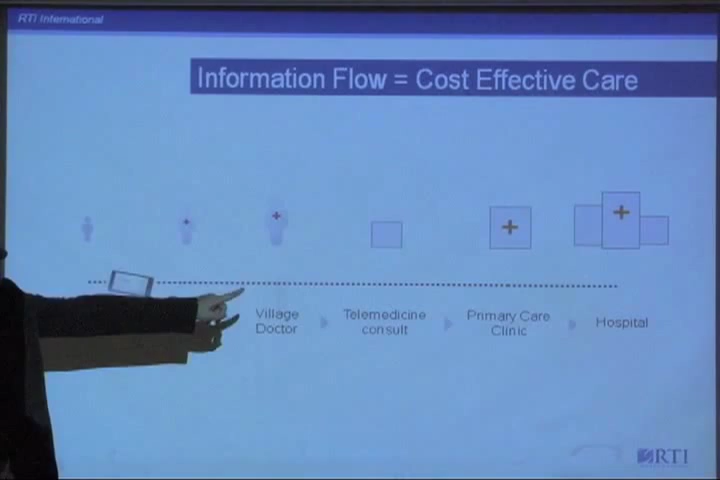 RTI International
Information Flow = Cost Effective Care
Village
Doctor
Telemedicine
consult
Primary Care
Clinic
Hospital
RTI